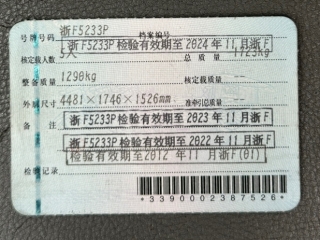 号牌号码 浙F5233P 档案编号
浙F5233P检验有效期至2024年11月浙F
核定载人数 5人 总质量 1725kg
整备质量 1290kg 核定载质量 --
外廓尺寸 4481×1746×1526mm 准牵引总质量 --
备注 浙F5233P检验有效期至2023年11月浙F
浙F5233P检验有效期至2022年11月浙F
检验有效期至2012年11月浙F(01)
检验记录
*3390002387526*